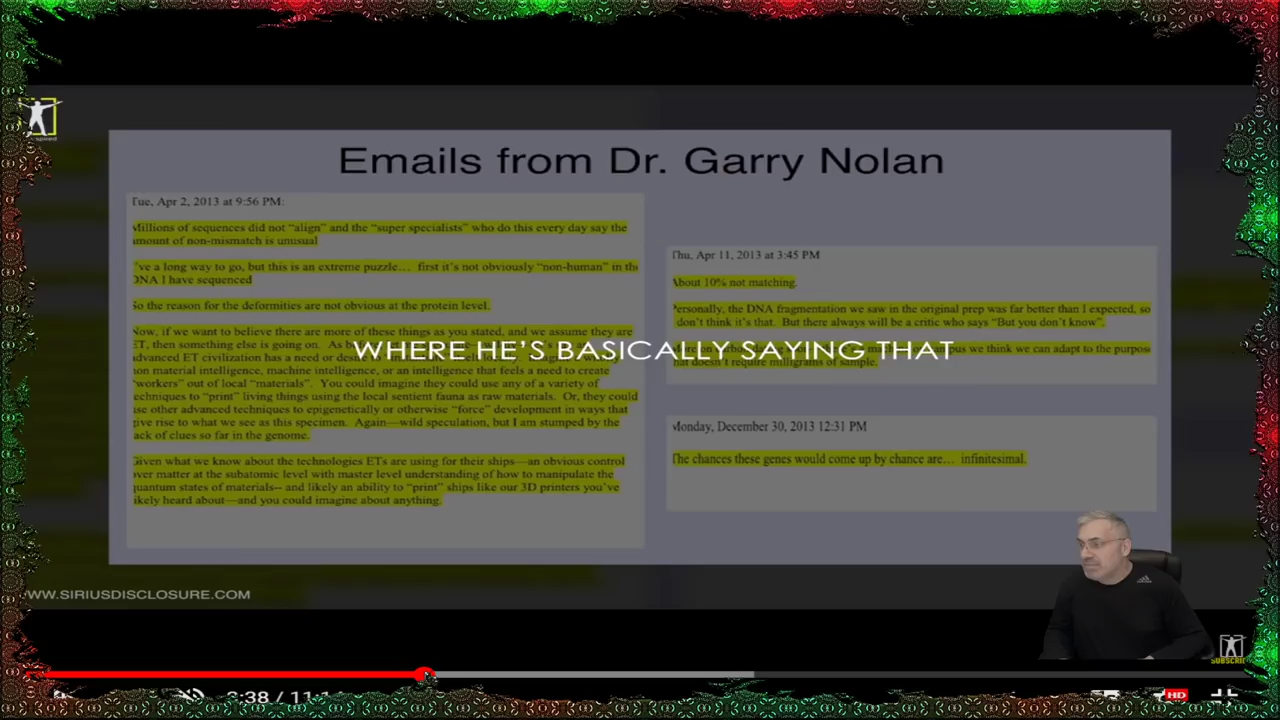 Emails from Dr. Garry Nolan
Tue, Apr 2, 2013 at 9:56 PM:
Millions of sequences did not "align" and the "super specialists" who do this every day say the
amount of non-mismatch is unusual
I've a long way to go, but this is an extreme puzzle… first it's not obviously "non-human" in the
DNA I have sequenced
So the reason for the deformities are not obvious at the protein level.
Now, if we want to believe there are more of these things as you stated, and we assume they are
ET, then something else is going on. As
advanced ET civilization has a need or
non material intelligence, machine intelligence, or an intelligence that feels a need to create
"workers" out of local "materials". You could imagine they could use any of a variety of
techniques to "print" living things using the local sentient fauna as raw materials. Or, they could
use other advanced techniques to epigenetically or otherwise "force" development in ways that
give rise to what we see as this specimen. Again—wild speculation, but I am stumped by the
lack of clues so far in the genome.
Given what we know about the technologies ETs are using for their ships—an obvious control
over matter at the subatomic level with master level understanding of how to manipulate the
quantum states of materials-- and likely an ability to "print" ships like our 3D printers you've
likely heard about—and you could imagine about anything.
Thu, Apr 11, 2013 at 3:45 PM
About 10% not matching.
Personally, the DNA fragmentation we saw in the original prep was far better than I expected, so
I don't think it's that. But there always will be a critic who says "But you don't know".
we think we can adapt to the purpose
that doesn't require milligrams of sample.
Monday, December 30, 2013 12:31 PM
The chances these genes would come up by chance are… infinitesimal.
WHERE HE'S BASICALLY SAYING THAT
WW.SIRIUSDISCLOSURE.COM
SUBSCRI
3:38 / 11:1
HD